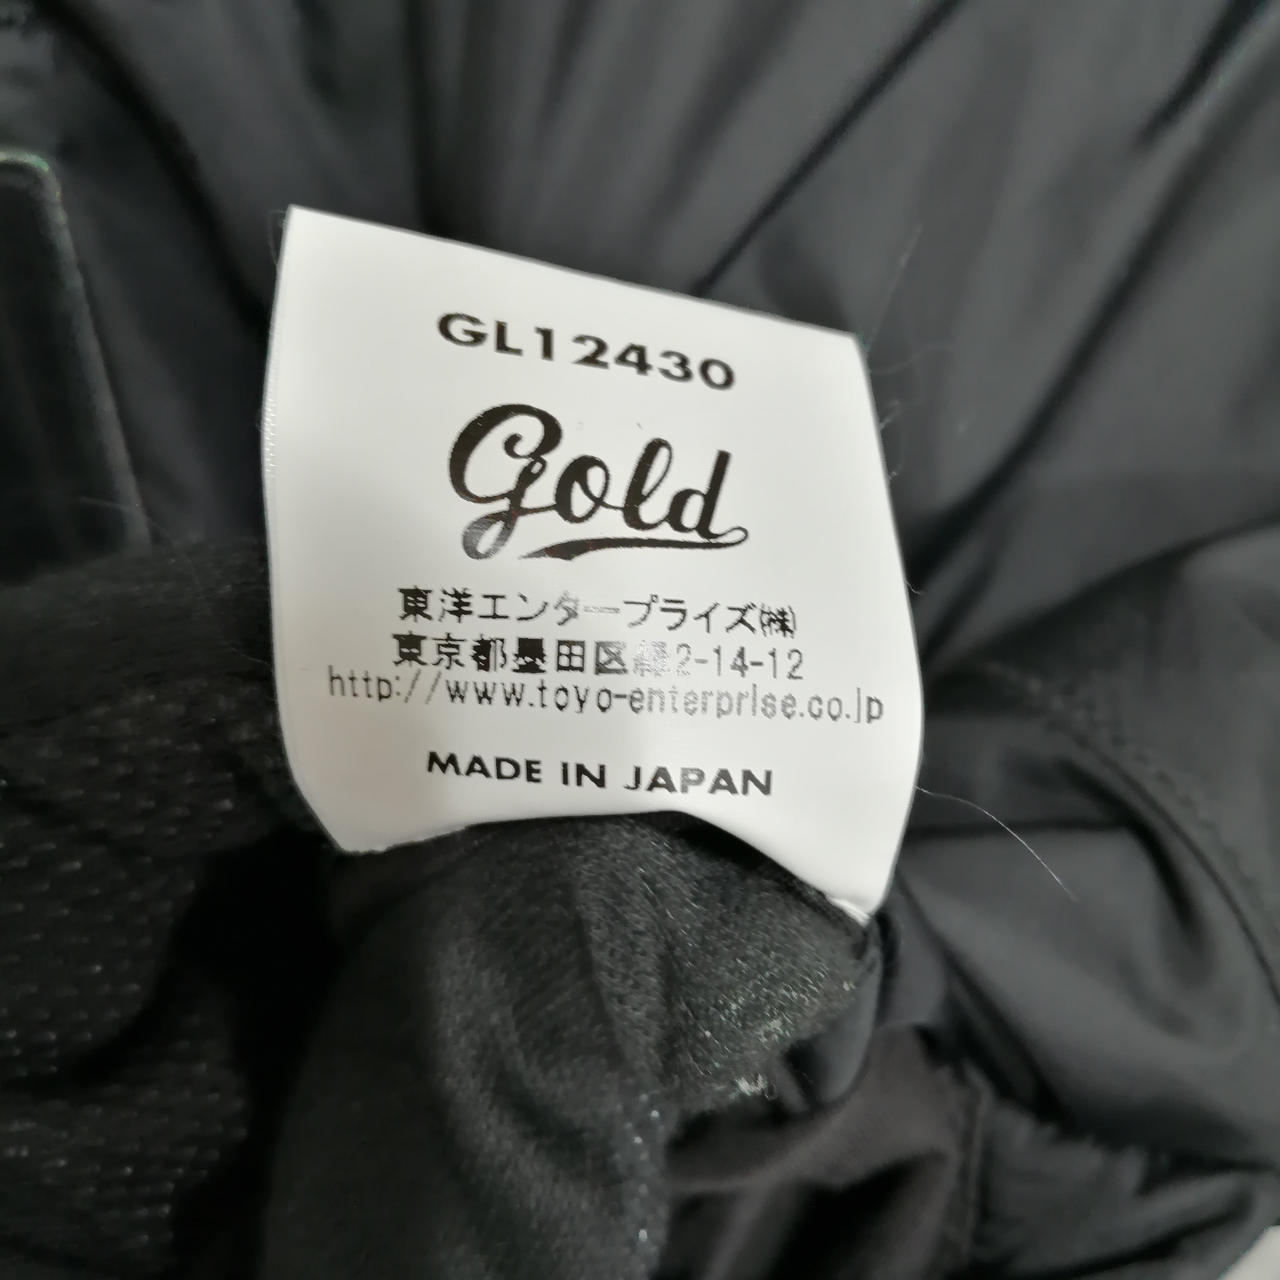 GL12430
gold
東洋エンタープライズ㈱
東京都墨田区緑2-14-12
http://www.toyo-enterprise.co.jp
MADE IN JAPAN